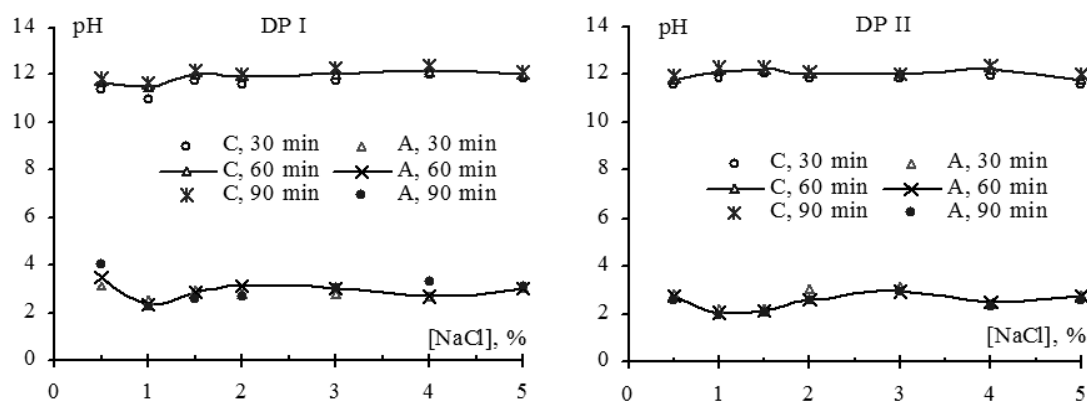 14 pH DP I
12
10
C, 30 min A, 30 min
8
C, 60 min A, 60 min
C, 90 min A, 90 min
6
4
2
[NaCl], %
0
0 1 2 3 4 5
14 pH DP II
12
10
C, 30 min A, 30 min
8
C, 60 min A, 60 min
C, 90 min A, 90 min
6
4
2
[NaCl], %
0
0 1 2 3 4 5